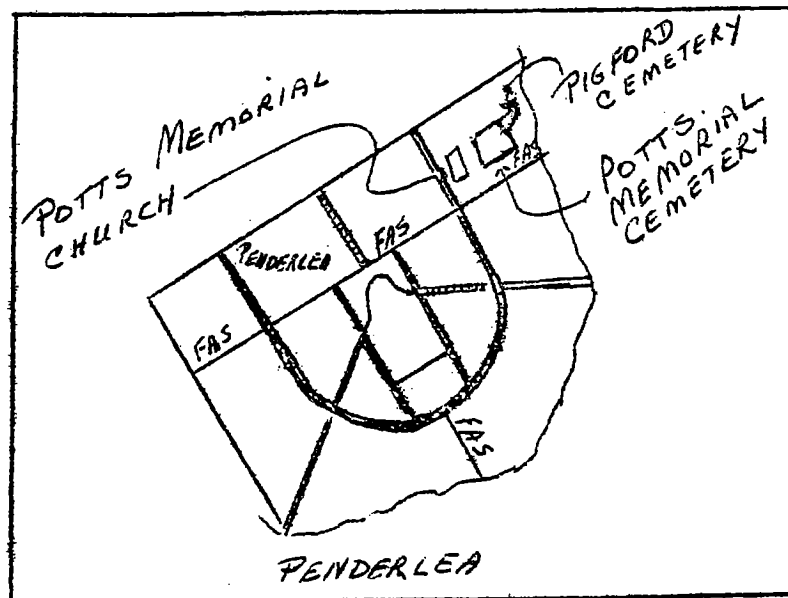 PIGFORD
CEMETERY
POTTS MEMORIAL
CHURCH
POTTS.
MEMORIAL
CEMETERY
FAS
FAS
PENDERLEA
FAS
FAS
PENDERLEA